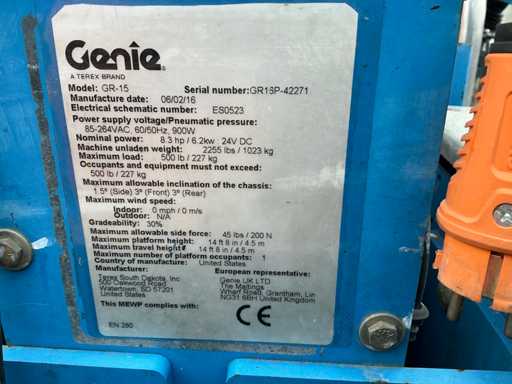 Genie
A TEREX BRAND
Model: GR-15 Serial number: GR16P-42271
Manufacture date: 06/02/16
Electrical schematic number: ES0523
Power supply voltage/Pneumatic pressure:
85-264VAC, 60/50Hz, 900W
Nominal power: 8.3 hp / 6.2kw : 24V DC
Machine unladen weight: 2255 lbs / 1023 kg
Maximum load: 500 lb / 227 kg
Occupants and equipment must not exceed:
500 lb / 227 kg
Maximum allowable inclination of the chassis:
1.5° (Side) 3° (Front) 3° (Rear)
Maximum wind speed:
Indoor: 0 mph / 0 m/s
Outdoor: N/A
Gradeability: 30%
Maximum allowable side force: 45 lbs / 200 N
Maximum platform height: 14 ft 8 in / 4.5 m
Maximum travel height: 14 ft 8 in / 4.5 m
Maximum number of platform occupants: 1
Country of manufacture: United States
Manufacturer: European representative:
Terex South Dakota, Inc Genie UK LTD
500 Oakwood Road The Maltings
Watertown, SD 57201 Wharf Road, Grantham, Lin
United States NG31 6BH United Kingdom
This MEWP complies with: CE
EN 280